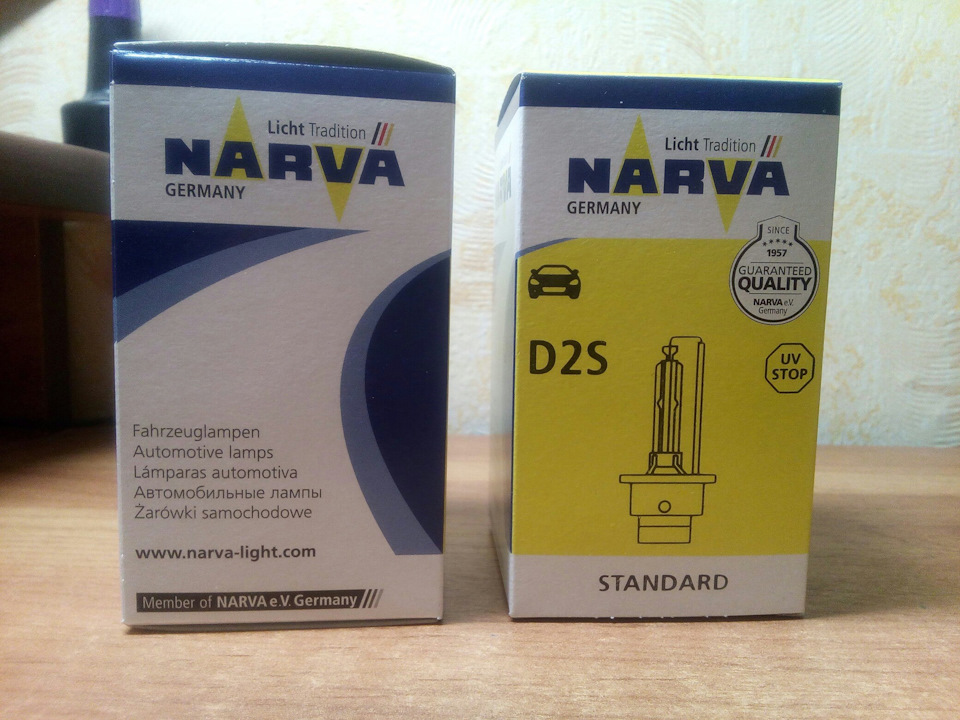 Licht Tradition
NARVA
GERMANY
Fahrzeuglampen
Automotive lamps
Lámparas automotiva
Автомобильные лампы
Żarówki samochodowe
www.narva-light.com
Member of NARVA e.V. Germany
Licht Tradition
NARVA
GERMANY
SINCE
1957
GUARANTEED
QUALITY
NARVA e.V.
Germany
D2S
UV
STOP
STANDARD